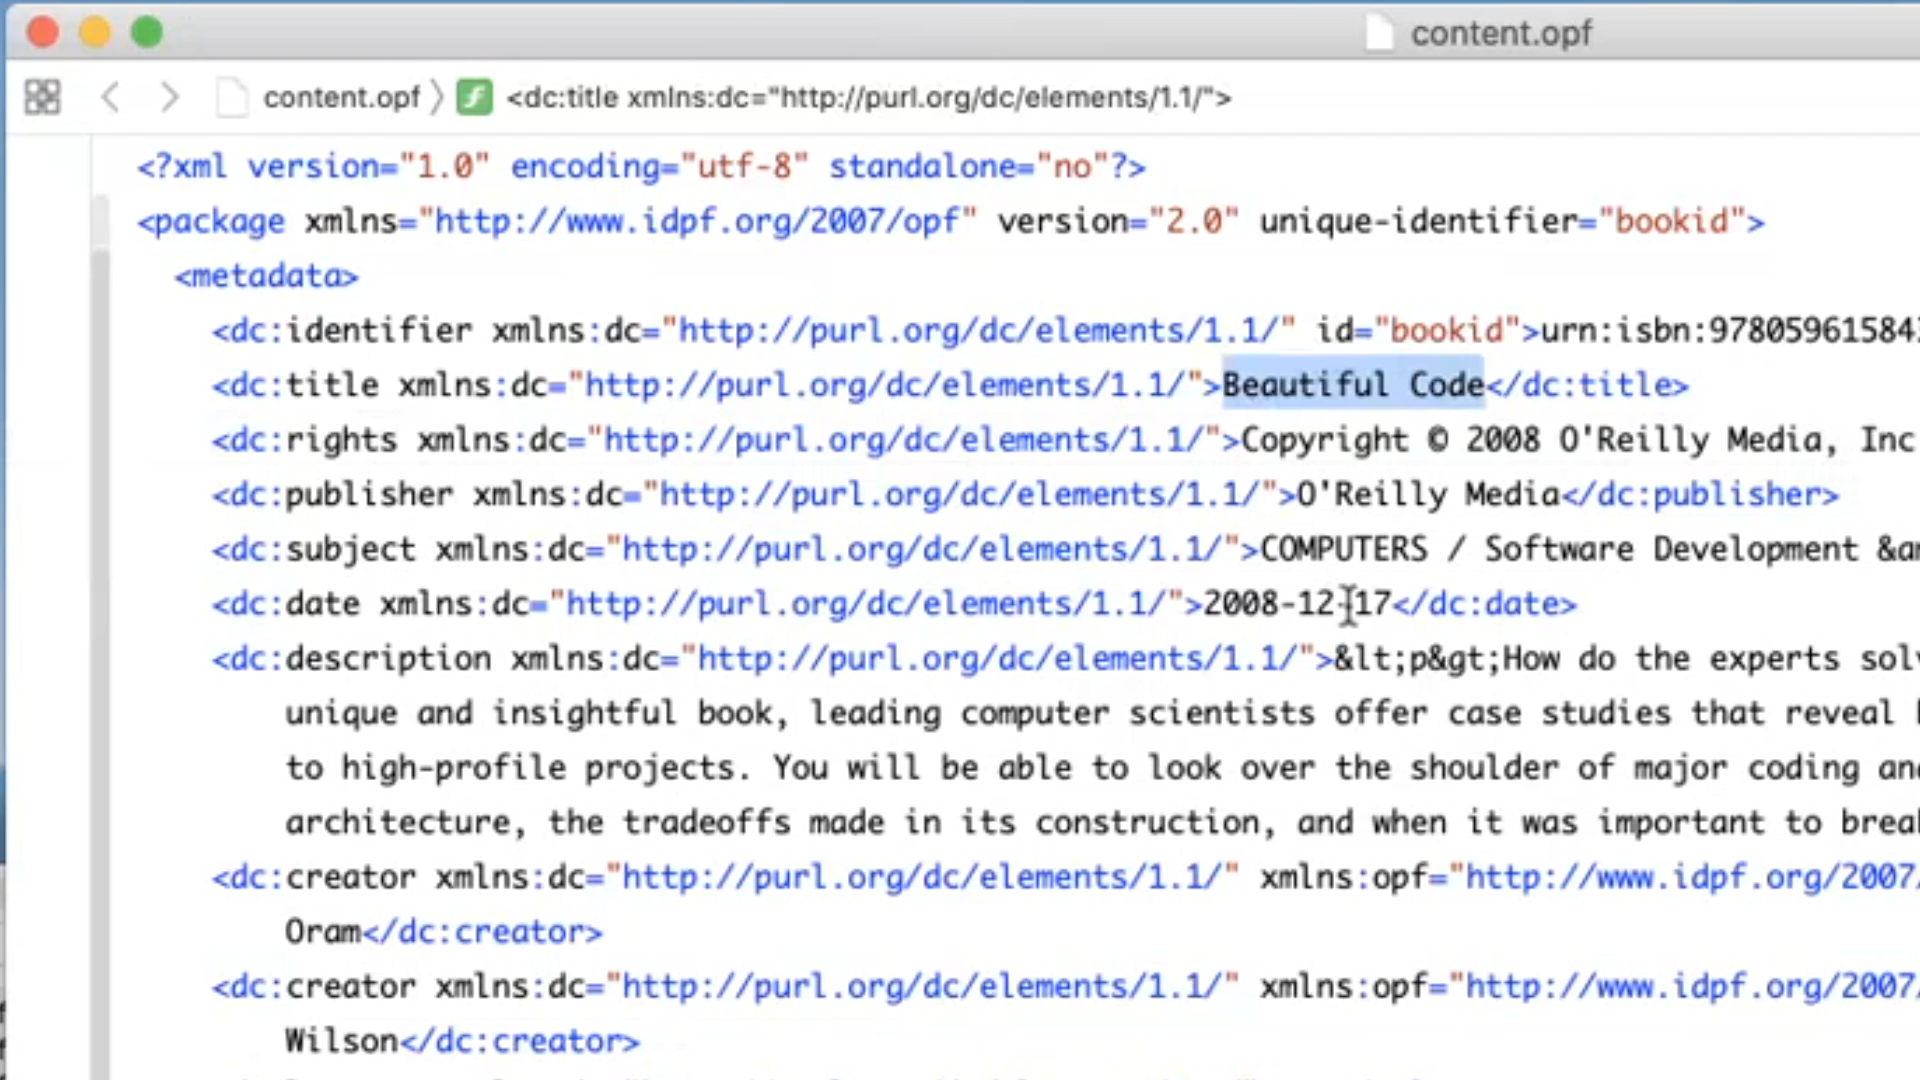 content.opf
content.opf 〉 f <dc:title xmlns:dc="http://purl.org/dc/elements/1.1/">
<?xml version="1.0" encoding="utf-8" standalone="no"?>
<package xmlns="http://www.idpf.org/2007/opf" version="2.0" unique-identifier="bookid">
<metadata>
<dc:identifier xmlns:dc="http://purl.org/dc/elements/1.1/" id="bookid">urn:isbn:978059615843
<dc:title xmlns:dc="http://purl.org/dc/elements/1.1/">Beautiful Code</dc:title>
<dc:rights xmlns:dc="http://purl.org/dc/elements/1.1/">Copyright © 2008 O'Reilly Media, Inc
<dc:publisher xmlns:dc="http://purl.org/dc/elements/1.1/">O'Reilly Media</dc:publisher>
<dc:subject xmlns:dc="http://purl.org/dc/elements/1.1/">COMPUTERS / Software Development &am
<dc:date xmlns:dc="http://purl.org/dc/elements/1.1/">2008-12-17</dc:date>
<dc:description xmlns:dc="http://purl.org/dc/elements/1.1/">&lt;p&gt;How do the experts solv
unique and insightful book, leading computer scientists offer case studies that reveal
to high-profile projects. You will be able to look over the shoulder of major coding and
architecture, the tradeoffs made in its construction, and when it was important to break
<dc:creator xmlns:dc="http://purl.org/dc/elements/1.1/" xmlns:opf="http://www.idpf.org/2007/
Oram</dc:creator>
<dc:creator xmlns:dc="http://purl.org/dc/elements/1.1/" xmlns:opf="http://www.idpf.org/2007/
Wilson</dc:creator>